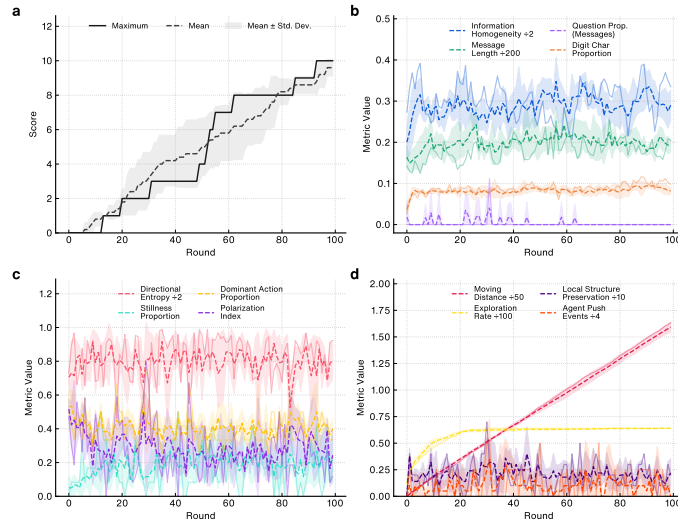 a
Maximum
Mean
Mean ± Std. Dev.
Score
12
10
8
6
4
2
0
0
20
40
60
80
100
Round
b
Information
Homogeneity ÷2
Question Prop.
(Messages)
Message
Length ÷200
Digit Char
Proportion
Metric Value
0.5
0.4
0.3
0.2
0.1
0.0
0
20
40
60
80
100
Round
c
Directional
Entropy ÷2
Dominant Action
Proportion
Stillness
Proportion
Polarization
Index
Metric Value
1.2
1.0
0.8
0.6
0.4
0.2
0.0
0
20
40
60
80
100
Round
d
Moving
Distance ÷50
Local Structure
Preservation ÷10
Exploration
Rate ÷100
Agent Push
Events ÷4
Metric Value
2.00
1.75
1.50
1.25
1.00
0.75
0.50
0.25
0.00
0
20
40
60
80
100
Round